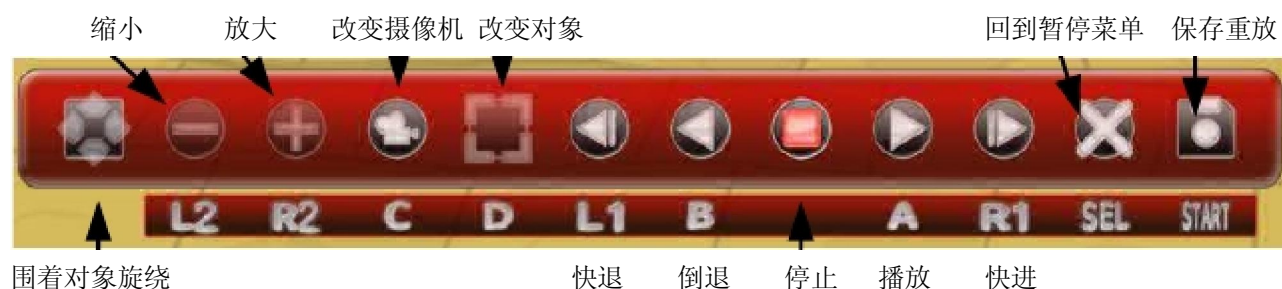 缩小 放大 改变摄像机 改变对象 回到暂停菜单 保存重放
L2 R2 C D L1 B A R1 SEL START
围着对象旋绕 快退 倒退 停止 播放 快进